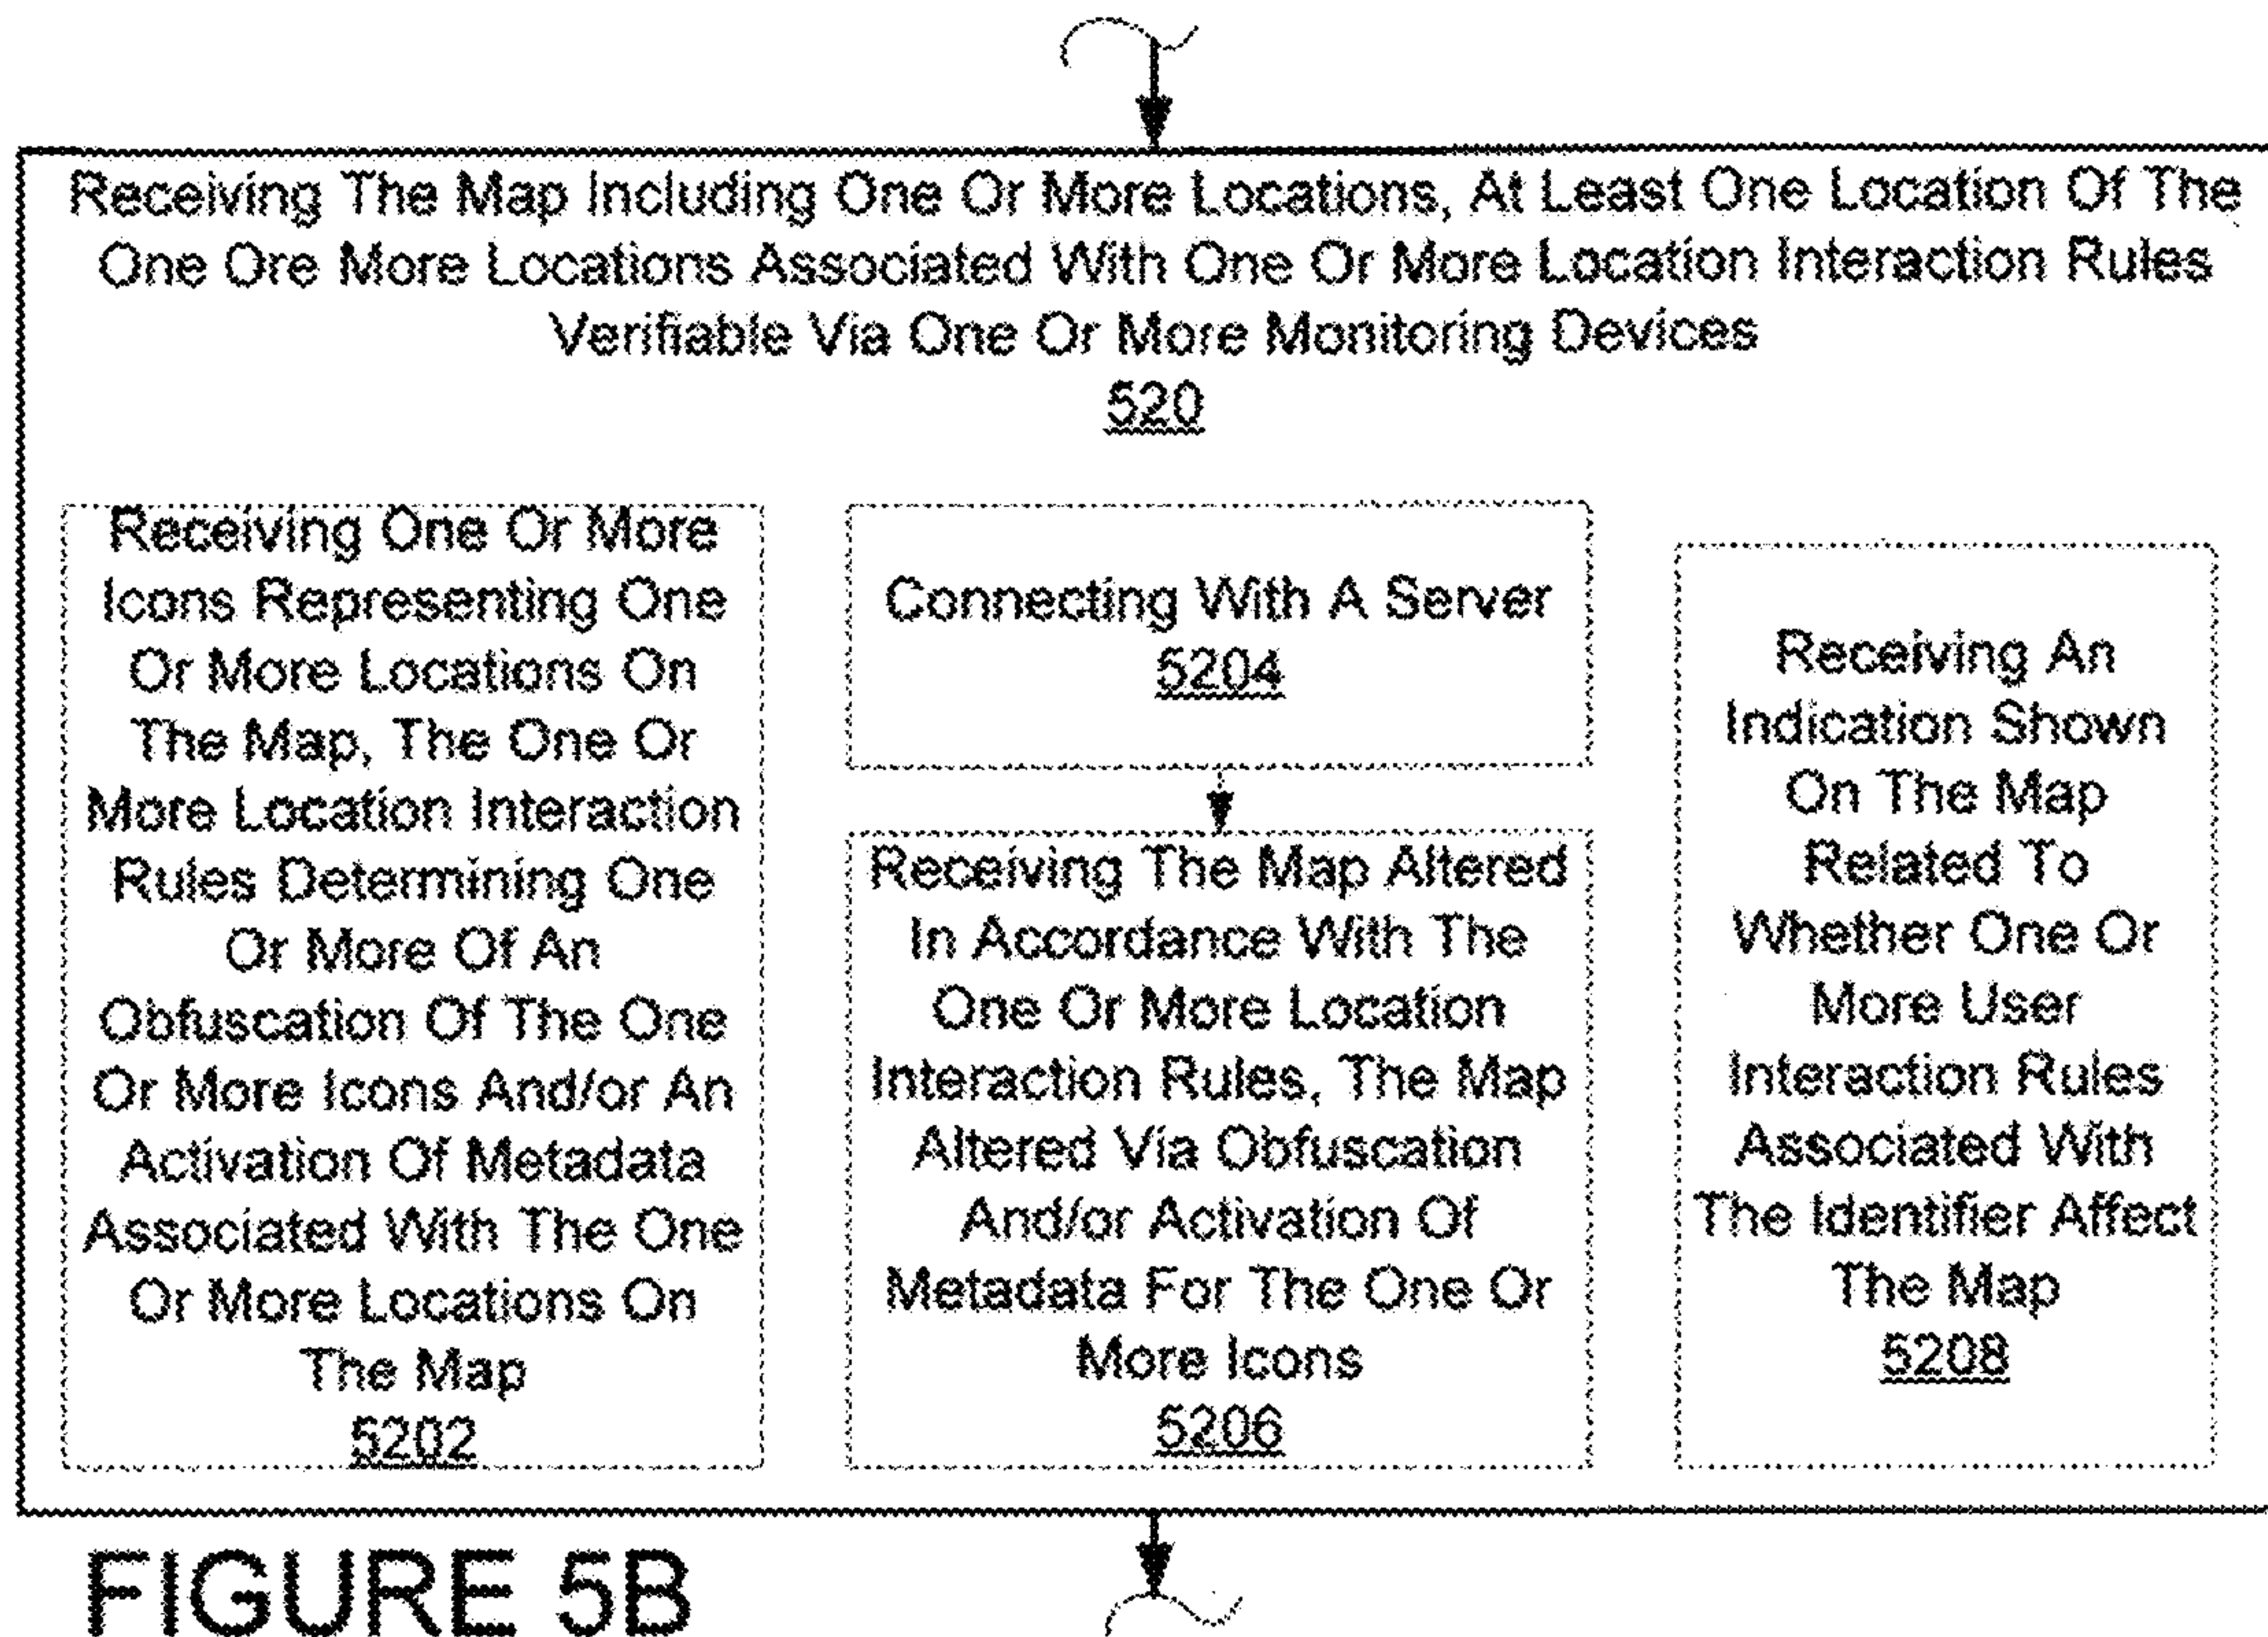 Receiving The Map Including One Or More Locations, At Least One Location Of The
One Ore More Locations Associated With One Or More Location Interaction Rules
Verifiable Via One Or More Monitoring Devices
520
Receiving One Or More
Icons Representing One
Or More Locations On
The Map, The One Or
More Location Interaction
Rules Determining One
Or More Of An
Obfuscation Of The One
Or More Icons And/or An
Activation Of Metadata
Associated With The One
Or More Locations On
The Map
5202
Connecting With A Server
5204
Receiving The Map Altered
In Accordance With The
One Or More Location
Interaction Rules, The Map
Altered Via Obfuscation
And/or Activation Of
Metadata For The One Or
More Icons
5206
Receiving An
Indication Shown
On The Map
Related To
Whether One Or
More User
Interaction Rules
Associated With
The Identifier Affect
The Map
5208
FIGURE 5B